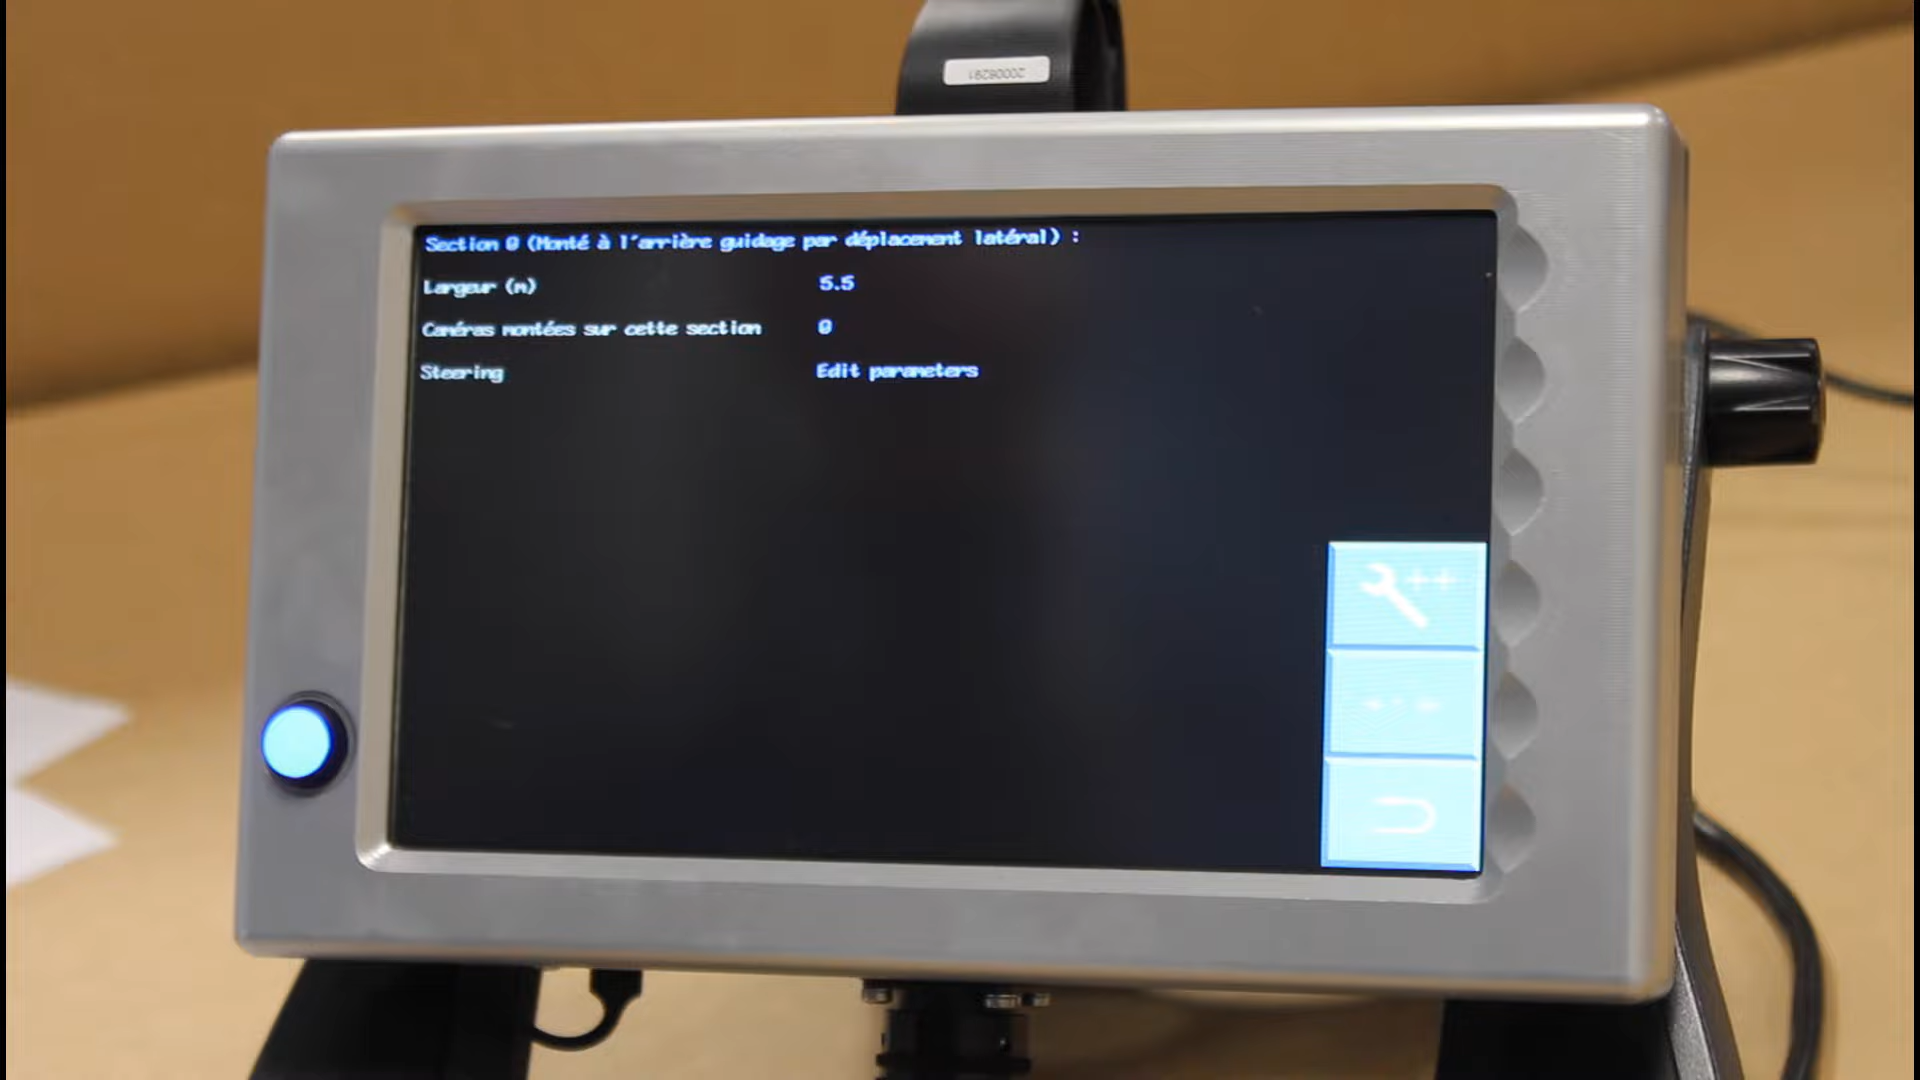 Section 0 (Monté à l'arrière guidage par déplacement latéral) :
Largeur (m) 5.5
Caméras montées sur cette section 0
Steering Edit parameters